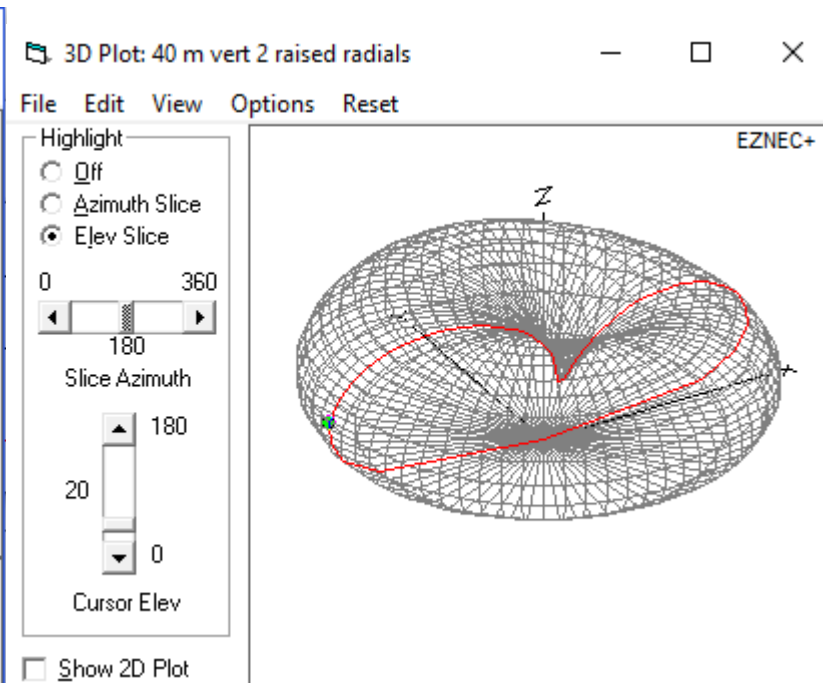 3D Plot: 40 m vert 2 raised radials
File Edit View Options Reset
Highlight
Off
Azimuth Slice
Elev Slice
0 360
180
Slice Azimuth
180
20
0
Cursor Elev
Show 2D Plot
EZNEC+
Z